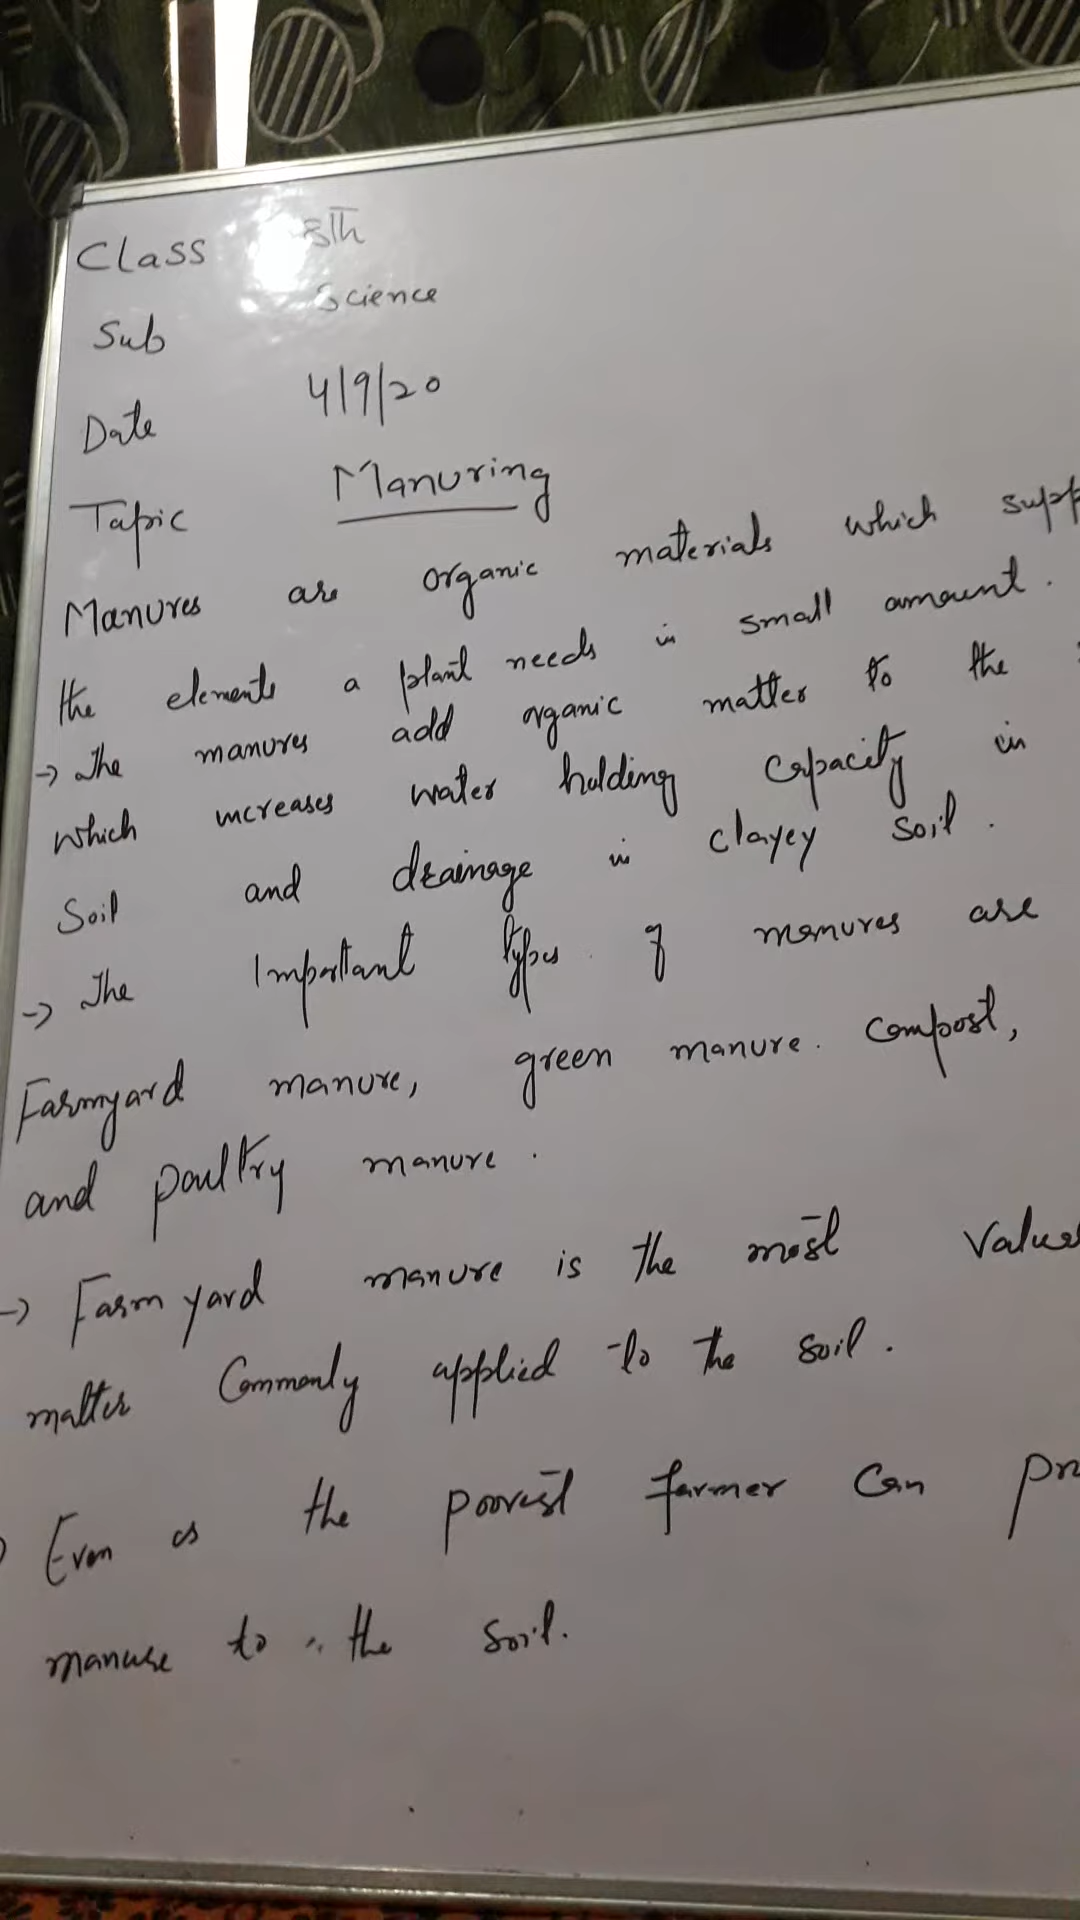 Class 8th
Sub Science
Date 4/9/20
Topic Manuring
Manures are organic materials which supp
the elements a plant needs in small amount.
→ The manures add organic matter to the
which increases water holding capacity in
Soil and drainage in clayey soil.
→ The Important types of manures are
Farmyard manure, green manure. Compost,
and poultry manure.
→ Farm yard manure is the most Value
matter Commonly applied to the soil.
Even as the poorest farmer Can pr
manure to the soil.